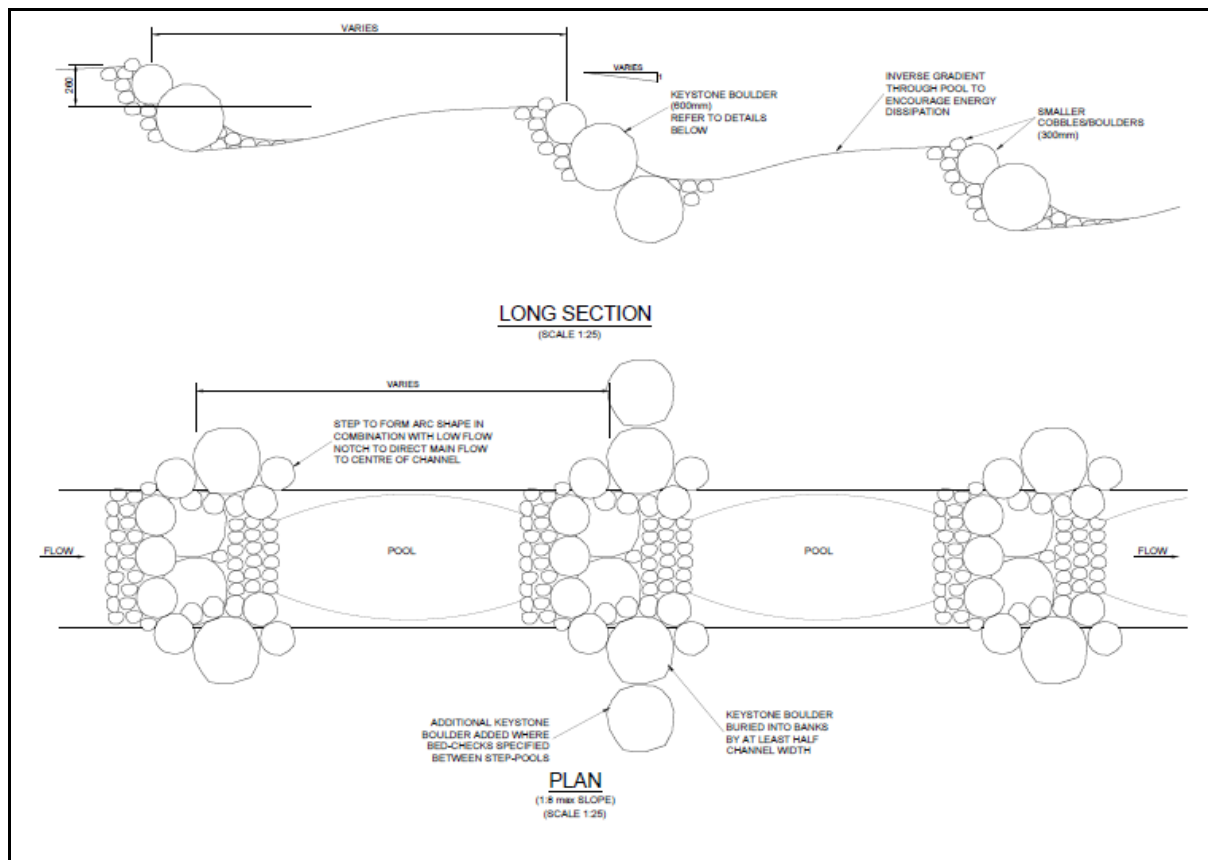 VARIES
260
VARIES
1
KEYSTONE BOULDER
(600mm)
REFER TO DETAILS
BELOW
INVERSE GRADIENT
THROUGH POOL TO
ENCOURAGE ENERGY
DISSIPATION
SMALLER
COBBLES/BOULDERS
(300mm)
LONG SECTION
(SCALE 1:25)
VARIES
STEP TO FORM ARC SHAPE IN
COMBINATION WITH LOW FLOW
NOTCH TO DIRECT MAIN FLOW
TO CENTRE OF CHANNEL
FLOW
POOL
POOL
FLOW
ADDITIONAL KEYSTONE
BOULDER ADDED WHERE
BED-CHECKS SPECIFIED
BETWEEN STEP-POOLS
KEYSTONE BOULDER
BURIED INTO BANKS
BY AT LEAST HALF
CHANNEL WIDTH
PLAN
(1:8 max SLOPE)
(SCALE 1:25)